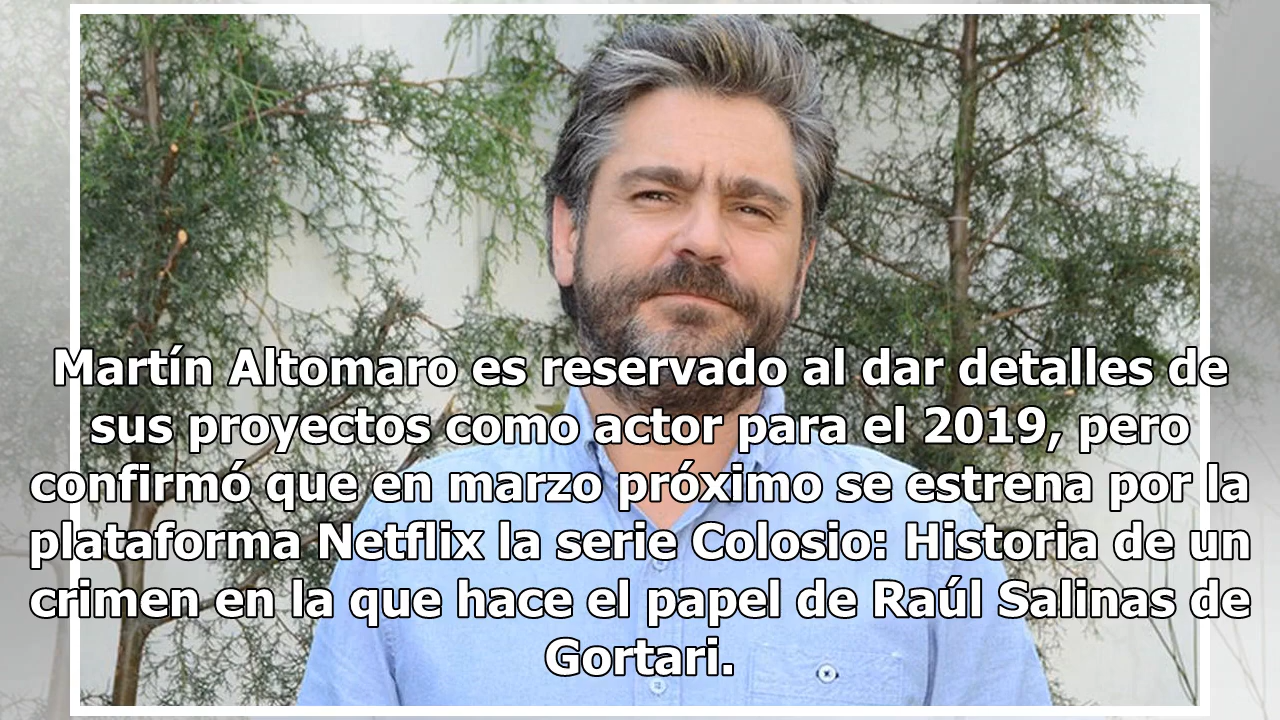 Martín Altomaro es reservado al dar detalles de
sus proyectos como actor para el 2019, pero
confirmó que en marzo próximo se estrena por la
plataforma Netflix la serie Colosio: Historia de un
crimen en la que hace el papel de Raúl Salinas de
Gortari.